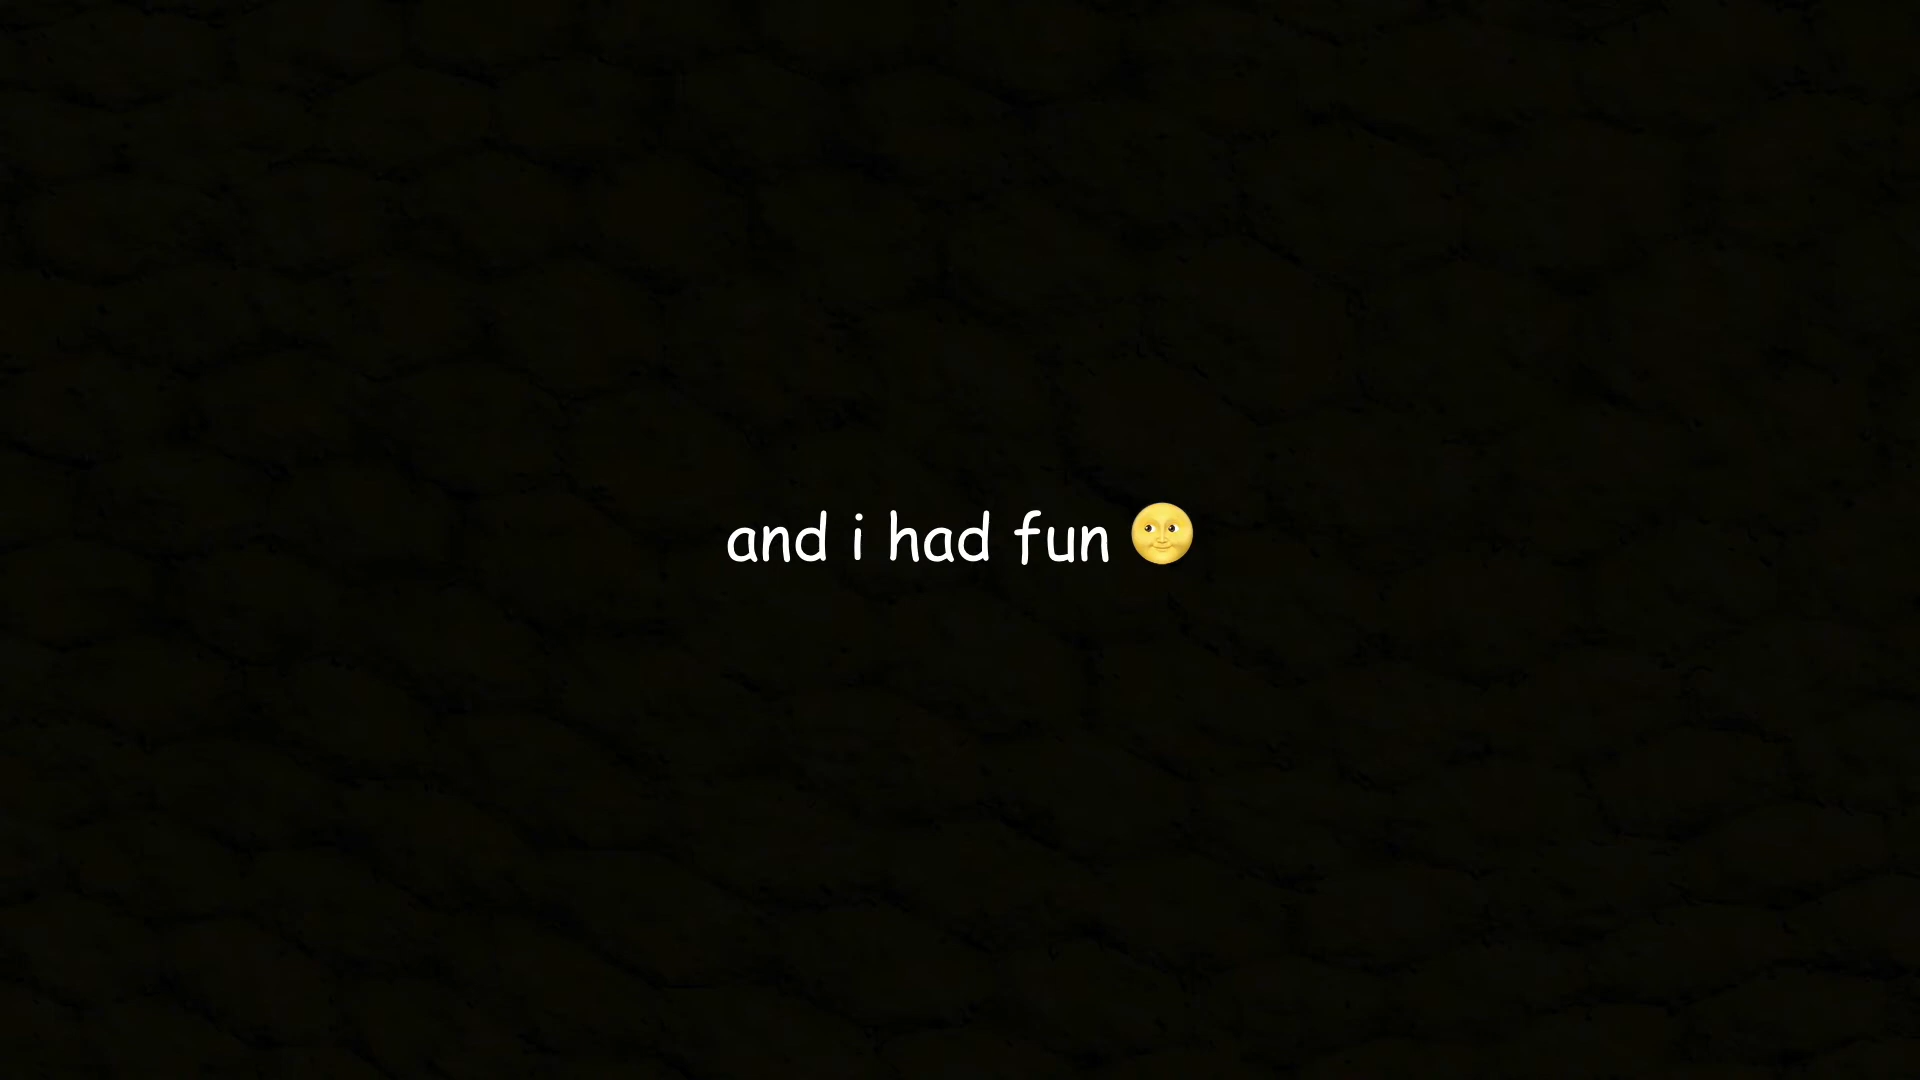 and i had fun 🌝